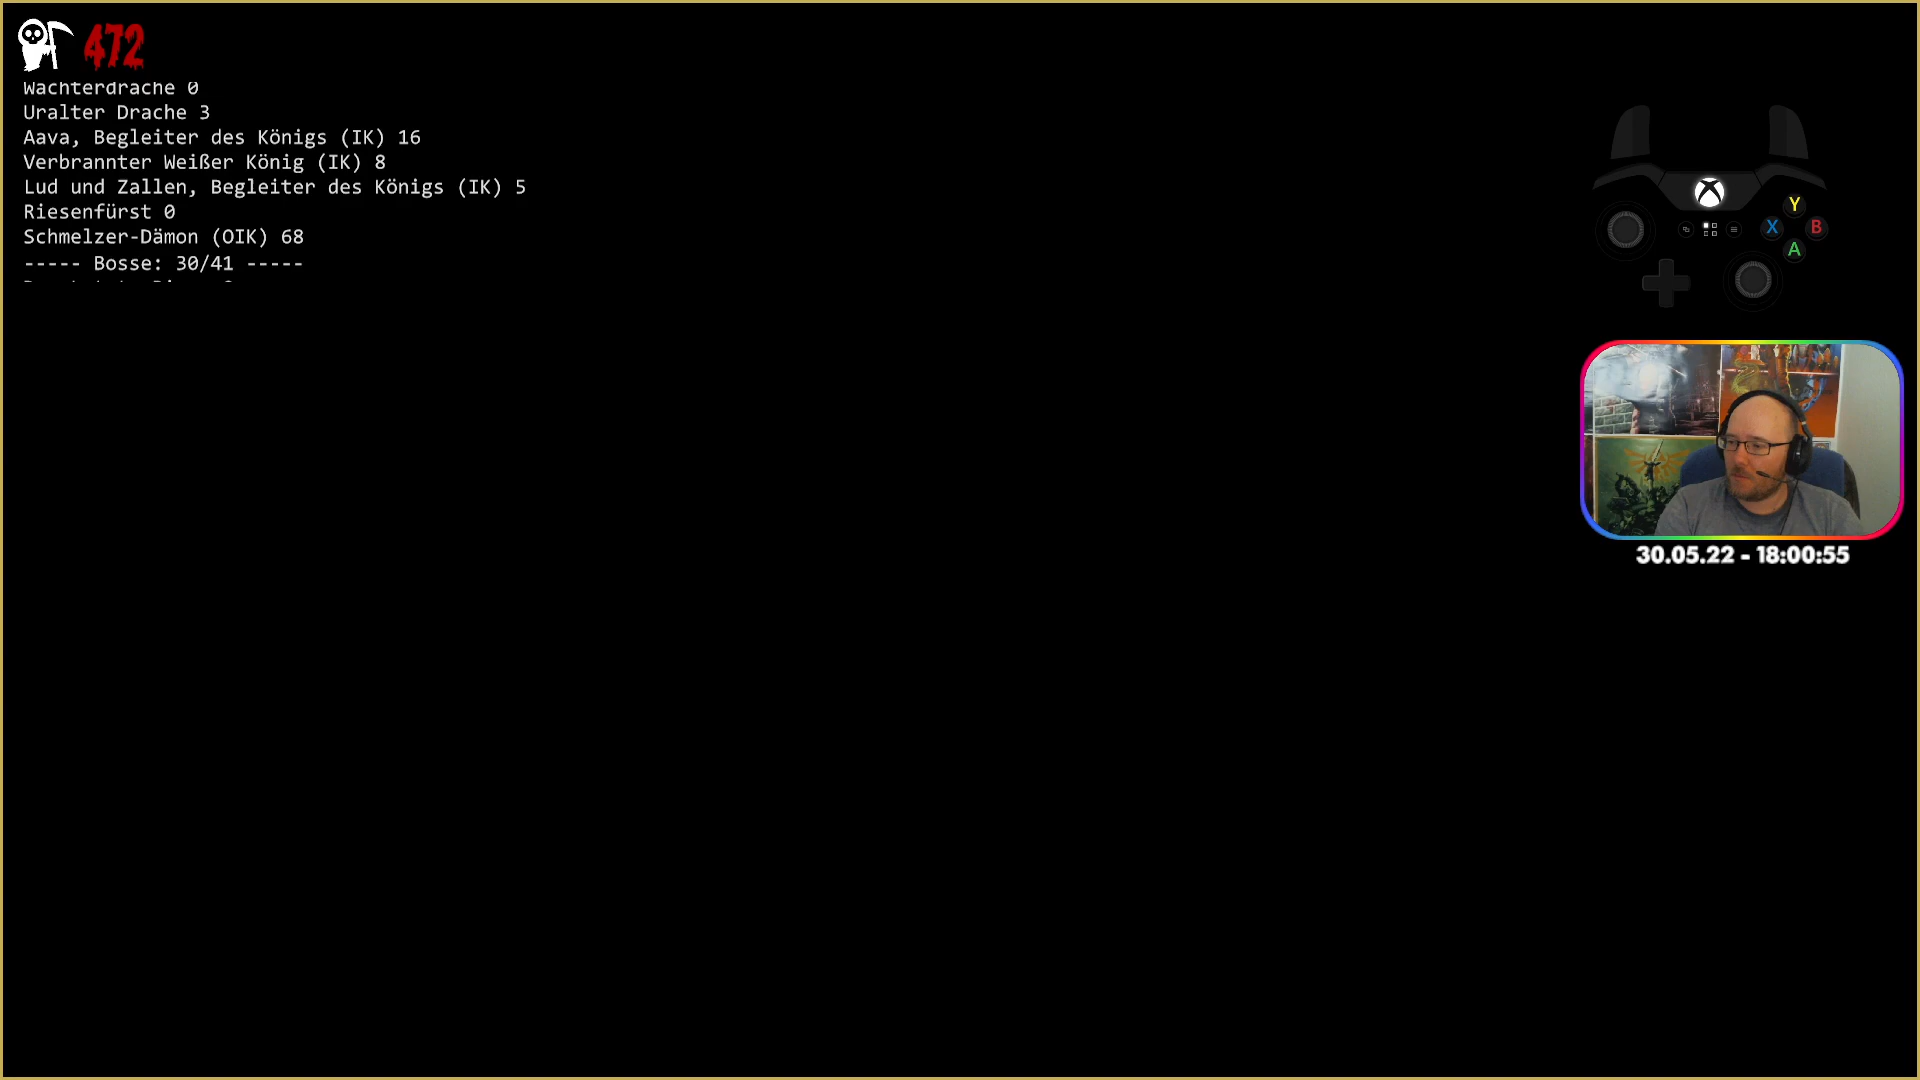 472
Wächterdrache 0
Uralter Drache 3
Aava, Begleiter des Königs (IK) 16
Verbrannter Weißer König (IK) 8
Lud und Zallen, Begleiter des Königs (IK) 5
Riesenfürst 0
Schmelzer-Dämon (OIK) 68
----- Bosse: 30/41 -----
Y
X B
A
30.05.22 - 18:00:55